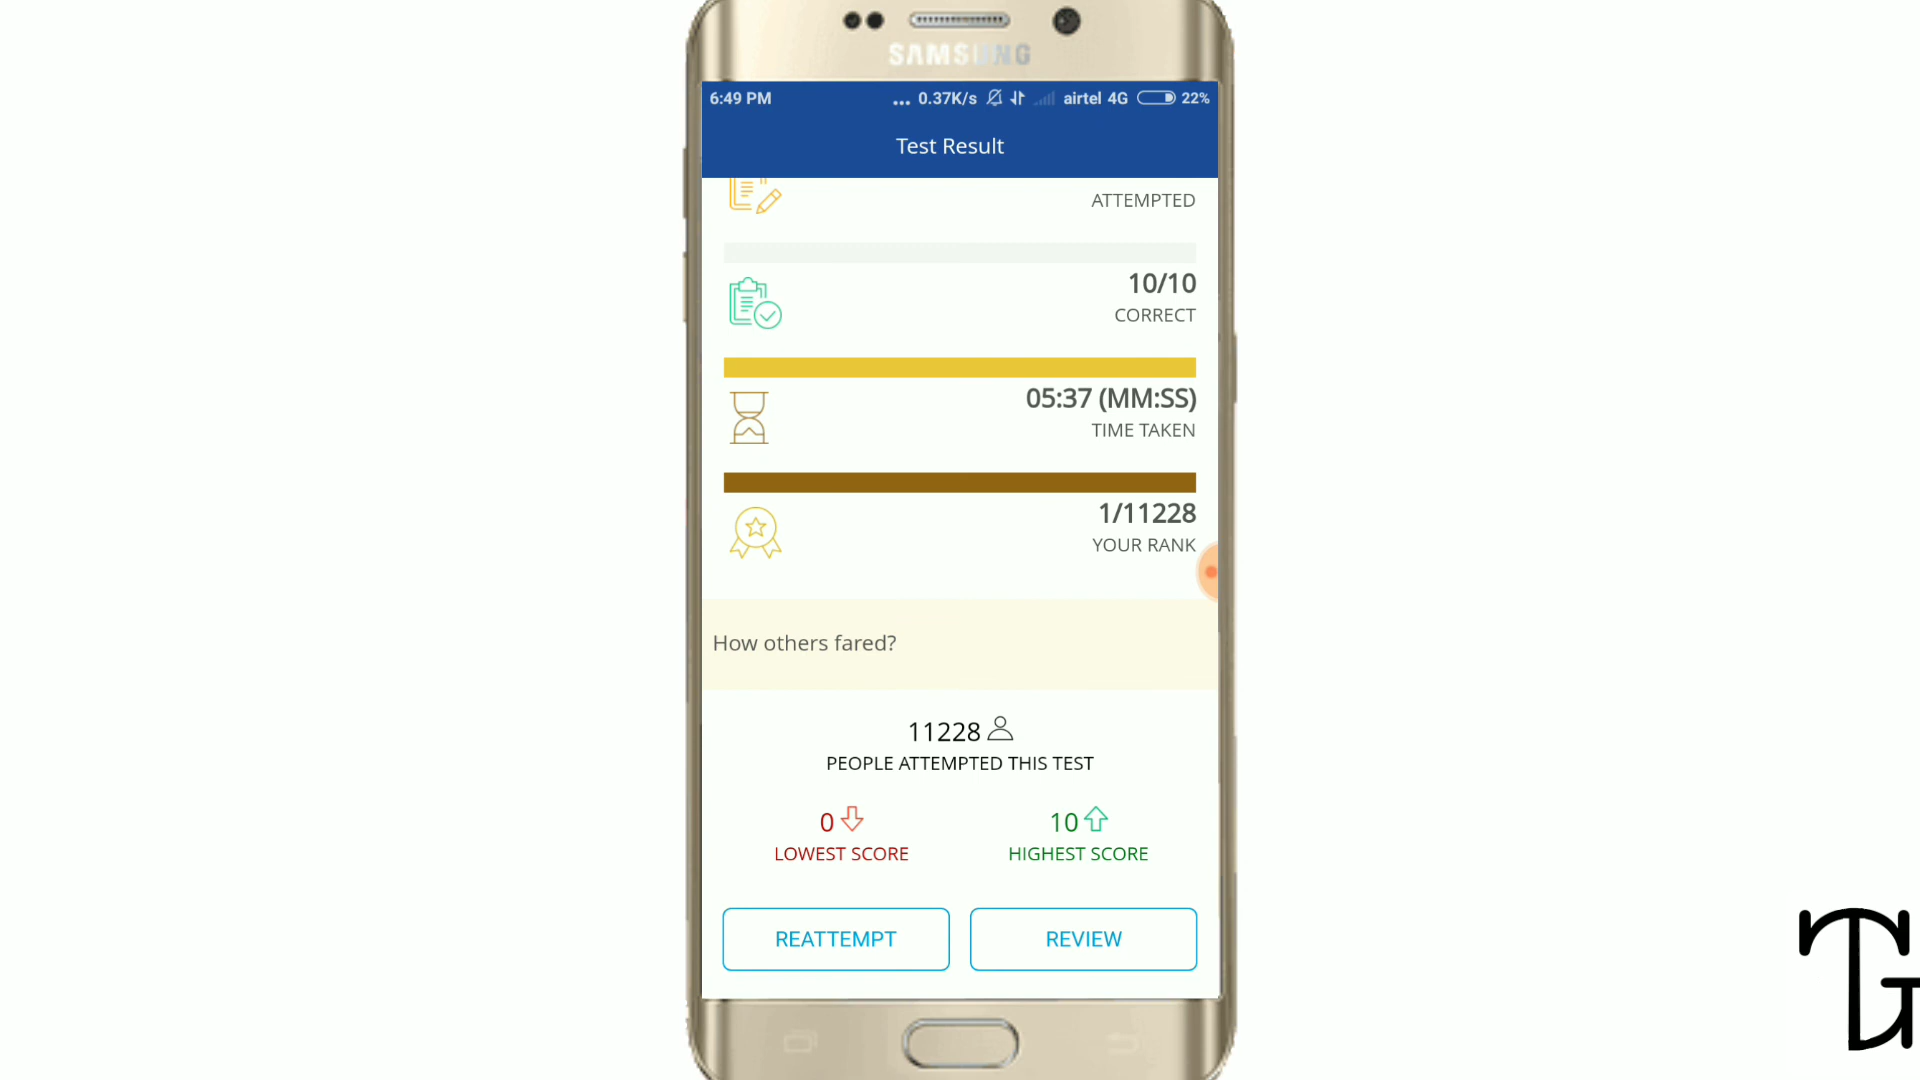 SAMSUNG
6:49 PM ... 0.37K/s airtel 4G 22%
Test Result
ATTEMPTED
10/10
CORRECT
05:37 (MM:SS)
TIME TAKEN
1/11228
YOUR RANK
How others fared?
11228
PEOPLE ATTEMPTED THIS TEST
0
LOWEST SCORE
10
HIGHEST SCORE
REATTEMPT
REVIEW
TG